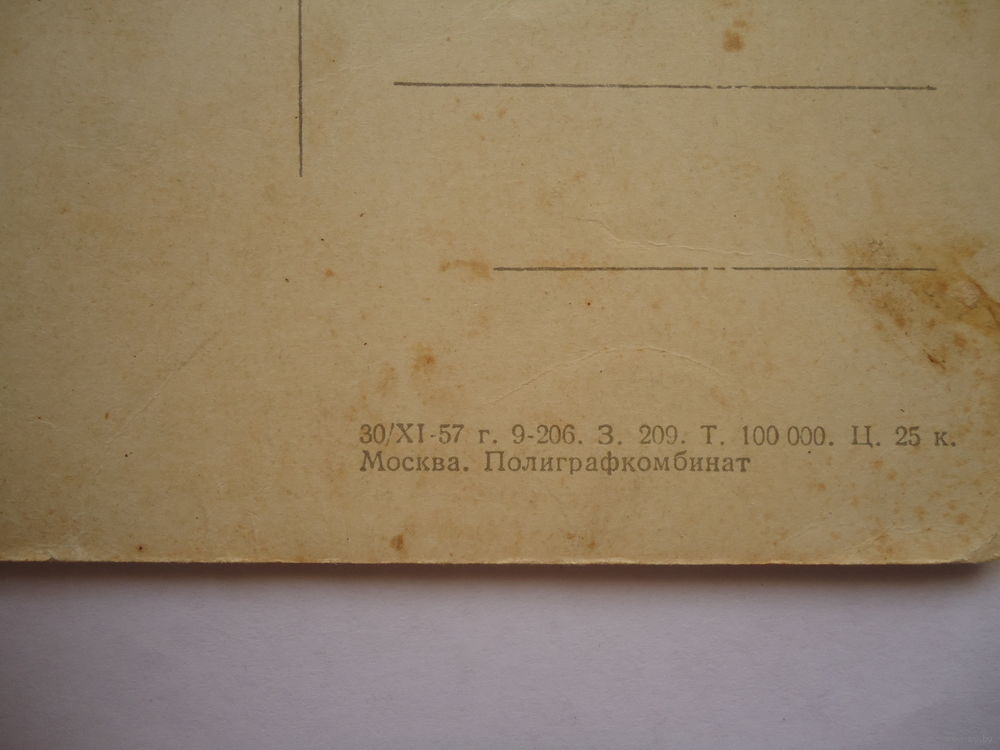 30/XI-57 г. 9-206. З. 209. Т. 100 000. Ц. 25 к.
Москва. Полиграфкомбинат